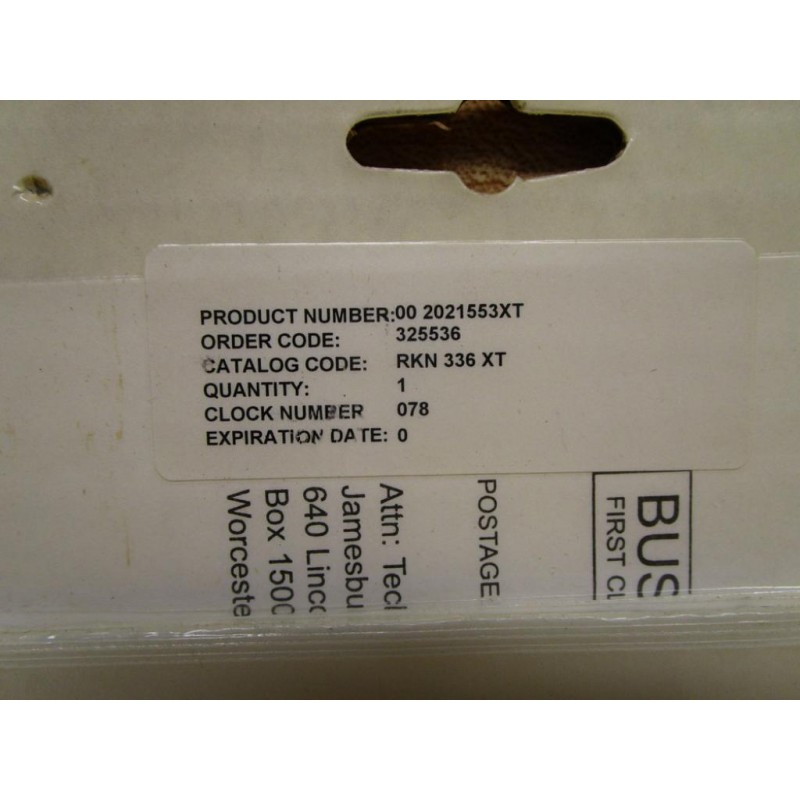 PRODUCT NUMBER:00 2021553XT
ORDER CODE: 325536
CATALOG CODE: RKN 336 XT
QUANTITY: 1
CLOCK NUMBER 078
EXPIRATION DATE: 0
BUS
FIRST CL
POSTAGE
Attn: Tecl
Jamesbu
640 Linco
Box 1500
Worceste